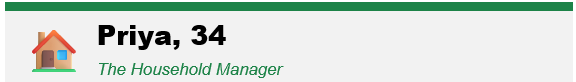 Priya, 34
The Household Manager